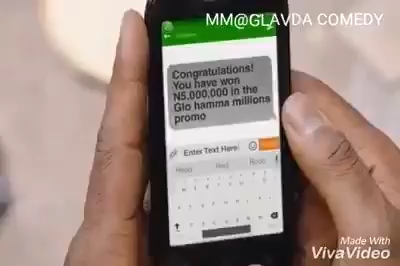 MM@GLAVDA COMEDY
Congratulations!
You have won
N5,000,000 in the
Glo hamma millions
promo
Enter Text Here
Made With
VivaVideo